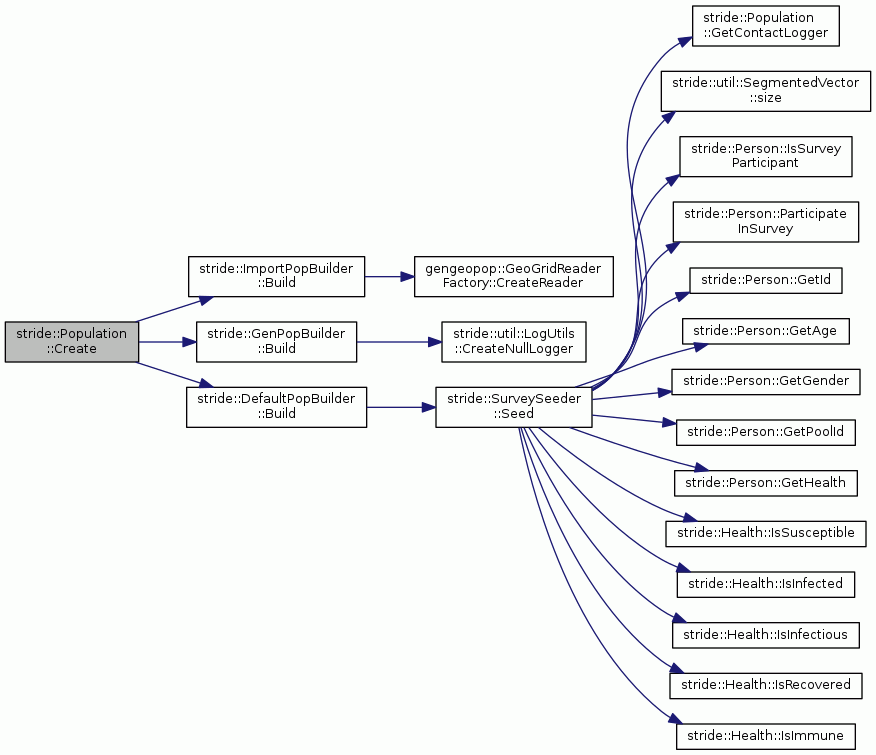 stride::Population
::Create
stride::ImportPopBuilder
::Build
stride::GenPopBuilder
::Build
stride::DefaultPopBuilder
::Build
gengeopop::GeoGridReader
Factory::CreateReader
stride::util::LogUtils
::CreateNullLogger
stride::SurveySeeder
::Seed
stride::Population
::GetContactLogger
stride::util::SegmentedVector
::size
stride::Person::IsSurvey
Participant
stride::Person::Participate
InSurvey
stride::Person::GetId
stride::Person::GetAge
stride::Person::GetGender
stride::Person::GetPoolId
stride::Person::GetHealth
stride::Health::IsSusceptible
stride::Health::IsInfected
stride::Health::IsInfectious
stride::Health::IsRecovered
stride::Health::IsImmune